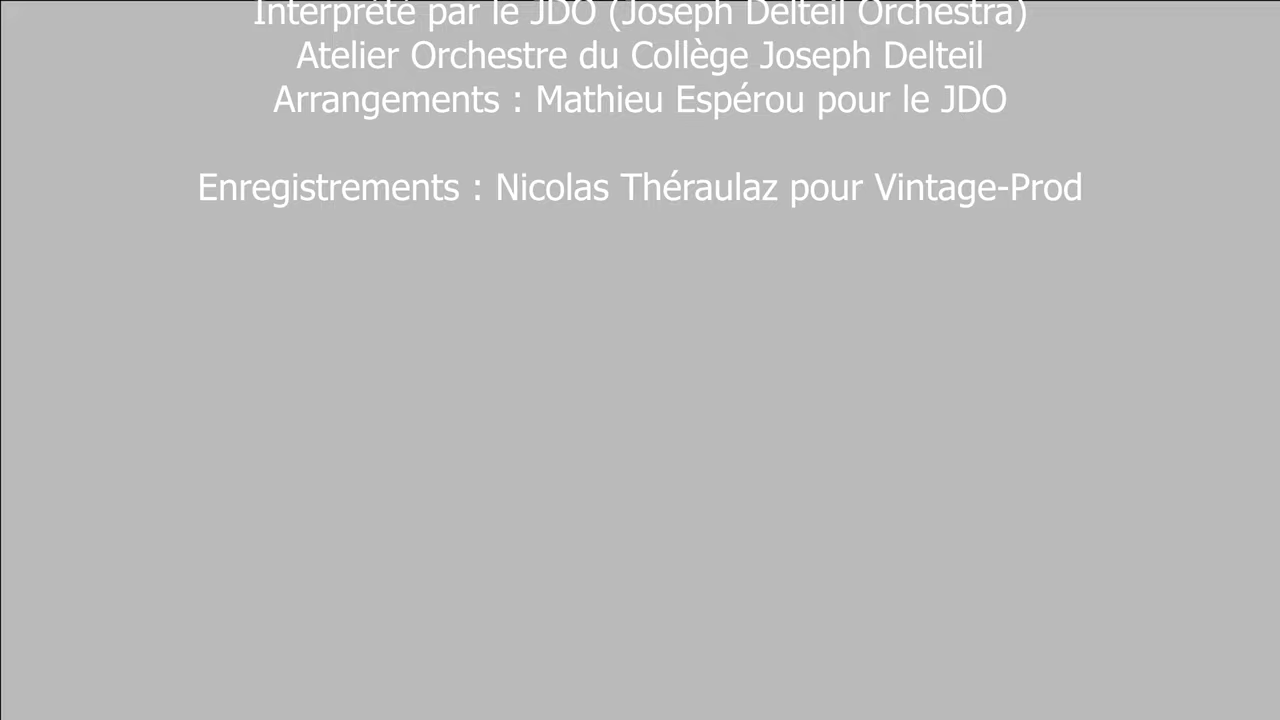 Interprété par le JDO (Joseph Delteil Orchestra)
Atelier Orchestre du Collège Joseph Delteil
Arrangements : Mathieu Espérou pour le JDO
Enregistrements : Nicolas Théraulaz pour Vintage-Prod